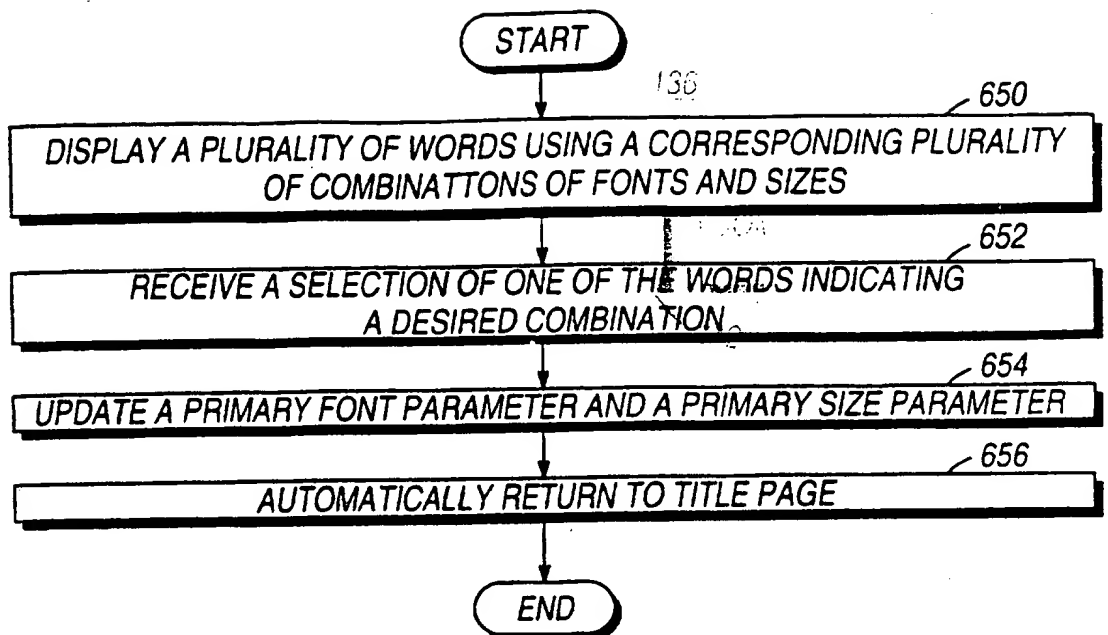 START
136
650
DISPLAY A PLURALITY OF WORDS USING A CORRESPONDING PLURALITY
OF COMBINATTONS OF FONTS AND SIZES
652
RECEIVE A SELECTION OF ONE OF THE WORDS INDICATING
A DESIRED COMBINATION
654
UPDATE A PRIMARY FONT PARAMETER AND A PRIMARY SIZE PARAMETER
656
AUTOMATICALLY RETURN TO TITLE PAGE
END